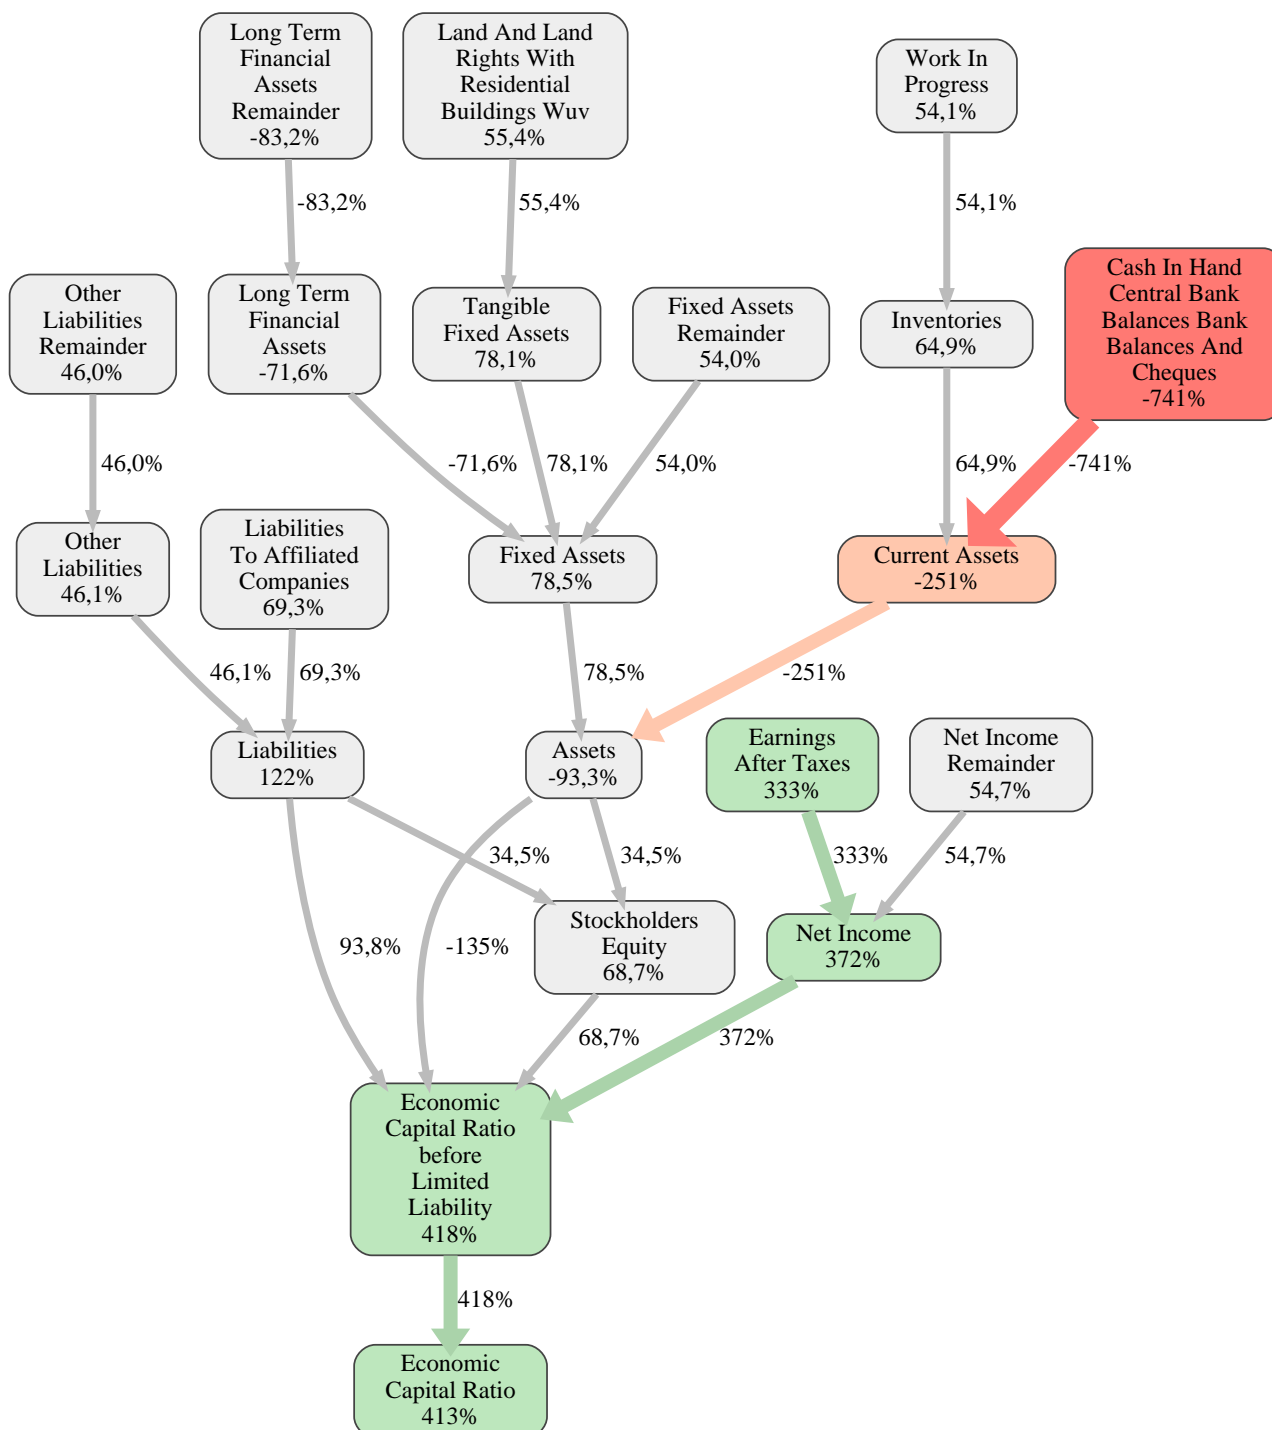 Long Term
Financial
Assets
Remainder
-83,2%
Land And Land
Rights With
Residential
Buildings Wuv
55,4%
Work In
Progress
54,1%
-83,2%
55,4%
54,1%
Other
Liabilities
Remainder
46,0%
Long Term
Financial
Assets
-71,6%
Tangible
Fixed Assets
78,1%
Fixed Assets
Remainder
54,0%
Inventories
64,9%
Cash In Hand
Central Bank
Balances Bank
Balances And
Cheques
-741%
46,0%
-71,6%
78,1%
54,0%
64,9%
-741%
Other
Liabilities
46,1%
Liabilities
To Affiliated
Companies
69,3%
Fixed Assets
78,5%
Current Assets
-251%
46,1%
69,3%
78,5%
-251%
Liabilities
122%
Assets
-93,3%
Earnings
After Taxes
333%
Net Income
Remainder
54,7%
34,5%
34,5%
333%
54,7%
93,8%
-135%
Stockholders
Equity
68,7%
Net Income
372%
68,7%
372%
Economic
Capital Ratio
before
Limited
Liability
418%
418%
Economic
Capital Ratio
413%